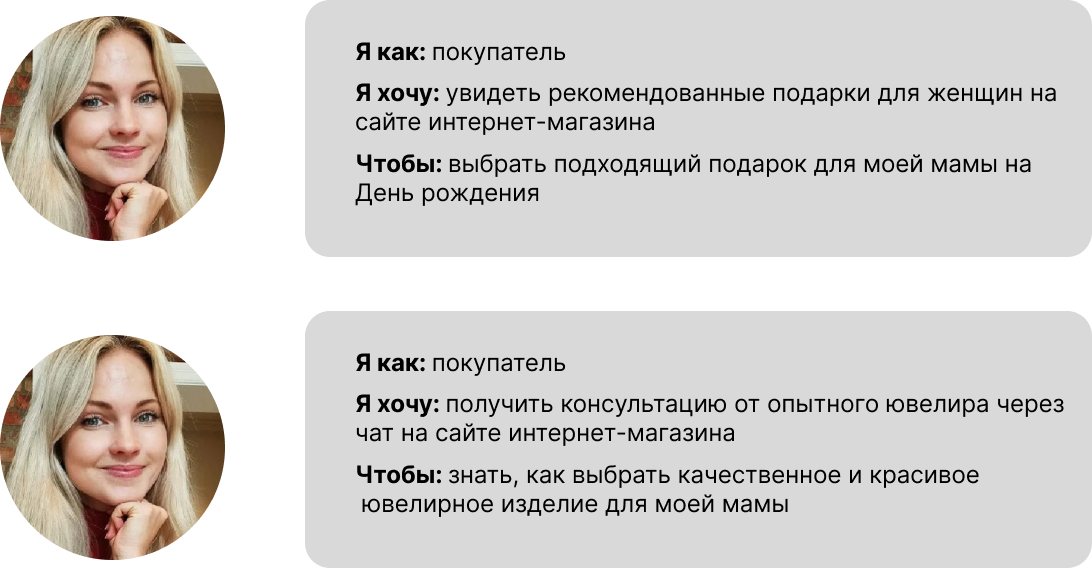 Я как: покупатель
Я хочу: увидеть рекомендованные подарки для женщин на
сайте интернет-магазина
Чтобы: выбрать подходящий подарок для моей мамы на
День рождения
Я как: покупатель
Я хочу: получить консультацию от опытного ювелира через
чат на сайте интернет-магазина
Чтобы: знать, как выбрать качественное и красивое
ювелирное изделие для моей мамы